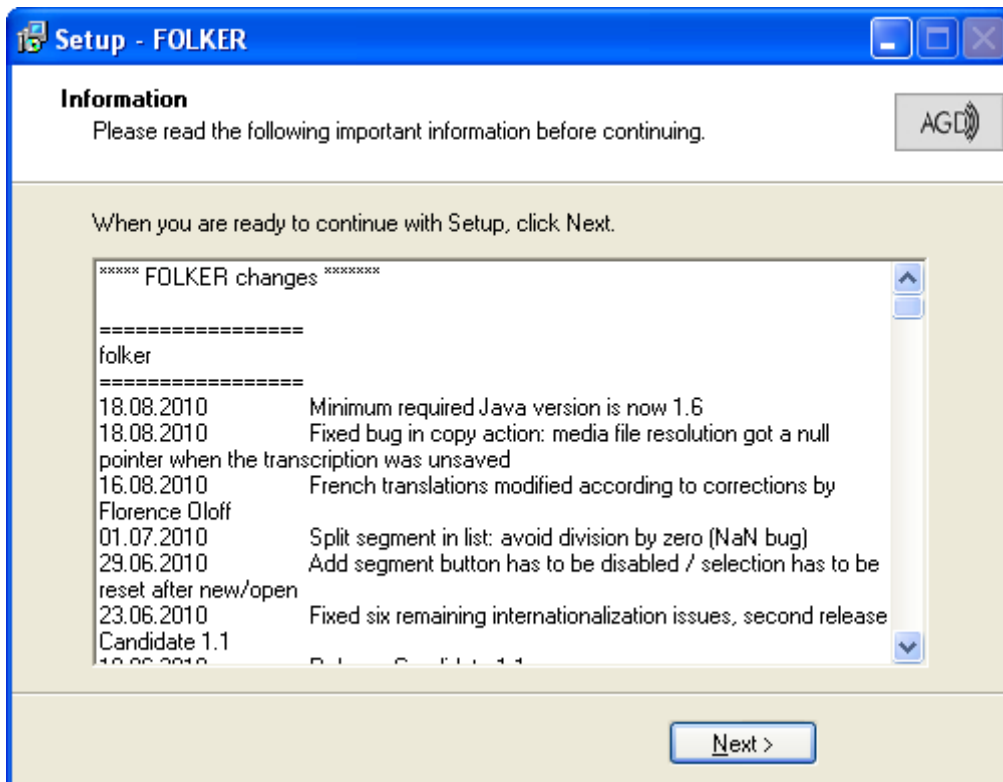 Setup - FOLKER
Information
Please read the following important information before continuing.
AGD
When you are ready to continue with Setup, click Next.
***** FOLKER changes *******
=================
folker
=================
18.08.2010 Minimum required Java version is now 1.6
18.08.2010 Fixed bug in copy action: media file resolution got a null
pointer when the transcription was unsaved
16.08.2010 French translations modified according to corrections by
Florence Oloff
01.07.2010 Split segment in list: avoid division by zero (NaN bug)
29.06.2010 Add segment button has to be disabled / selection has to be
reset after new/open
23.06.2010 Fixed six remaining internationalization issues, second release
Candidate 1.1
Next >